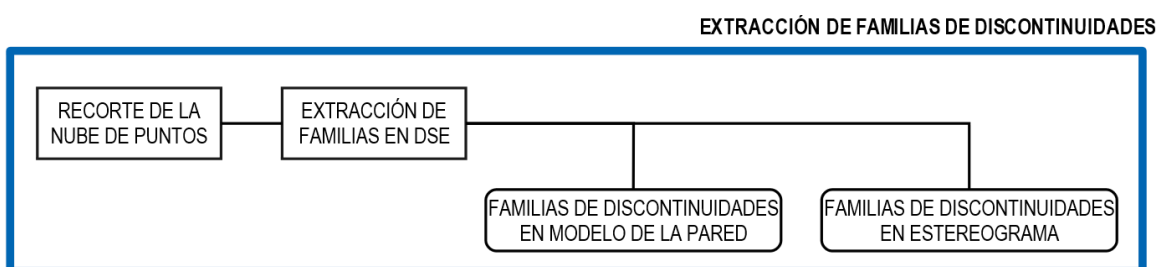 EXTRACCIÓN DE FAMILIAS DE DISCONTINUIDADES
RECORTE DE LA
NUBE DE PUNTOS
EXTRACCIÓN DE
FAMILIAS EN DSE
FAMILIAS DE DISCONTINUIDADES
EN MODELO DE LA PARED
FAMILIAS DE DISCONTINUIDADES
EN ESTEREOGRAMA